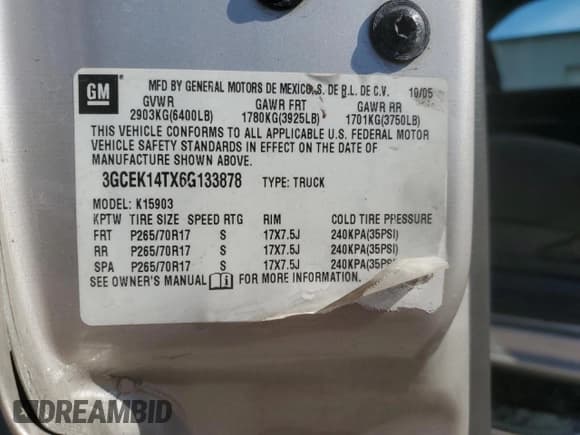 GM
MFD BY GENERAL MOTORS DE MEXICO, S. DE R.L. DE C.V. 10/05
GVWR GAWR FRT GAWR RR
2903KG(6400LB) 1780KG(3925LB) 1701KG(3750LB)
THIS VEHICLE CONFORMS TO ALL APPLICABLE U.S. FEDERAL MOTOR
VEHICLE SAFETY STANDARDS IN EFFECT ON THE DATE OF
MANUFACTURE SHOWN ABOVE.
3GCEK14TX6G133878 TYPE: TRUCK
MODEL: K15903
KPTW TIRE SIZE SPEED RTG RIM COLD TIRE PRESSURE
FRT P265/70R17 S 17X7.5J 240KPA(35PSI)
RR P265/70R17 S 17X7.5J 240KPA(35PSI)
SPA P265/70R17 S 17X7.5J 240KPA(35PSI)
SEE OWNER'S MANUAL FOR MORE INFORMATION.
DREAMBID